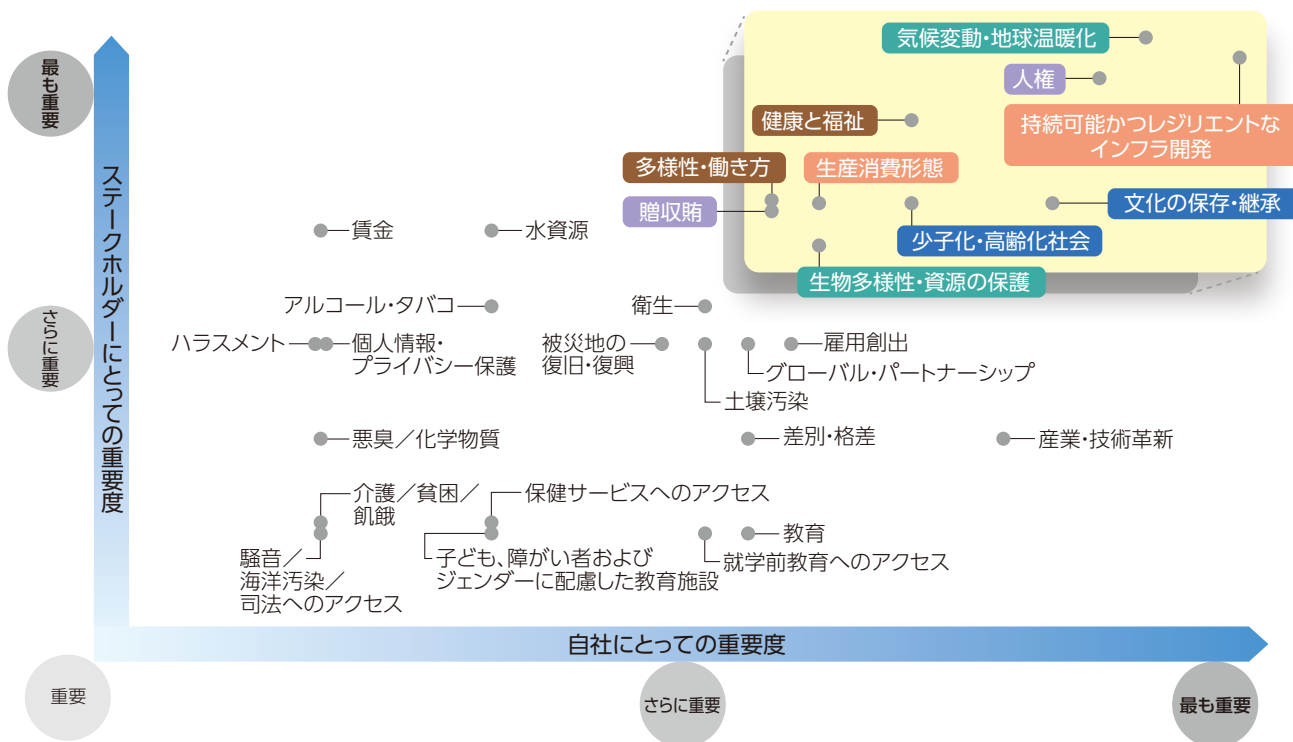 最も重要
ステークホルダーにとっての重要度
さらに重要
気候変動・地球温暖化
人権
持続可能かつレジリエントな
インフラ開発
健康と福祉
多様性・働き方
生産消費形態
贈収賄
文化の保存・継承
少子化・高齢化社会
生物多様性・資源の保護
賃金
水資源
アルコール・タバコ
衛生
ハラスメント
個人情報・
プライバシー保護
被災地の
復旧・復興
雇用創出
グローバル・パートナーシップ
土壌汚染
悪臭／化学物質
差別・格差
産業・技術革新
介護／貧困／
飢餓
保健サービスへのアクセス
騒音／
海洋汚染／
司法へのアクセス
子ども、障がい者および
ジェンダーに配慮した教育施設
教育
就学前教育へのアクセス
自社にとっての重要度
重要
さらに重要
最も重要